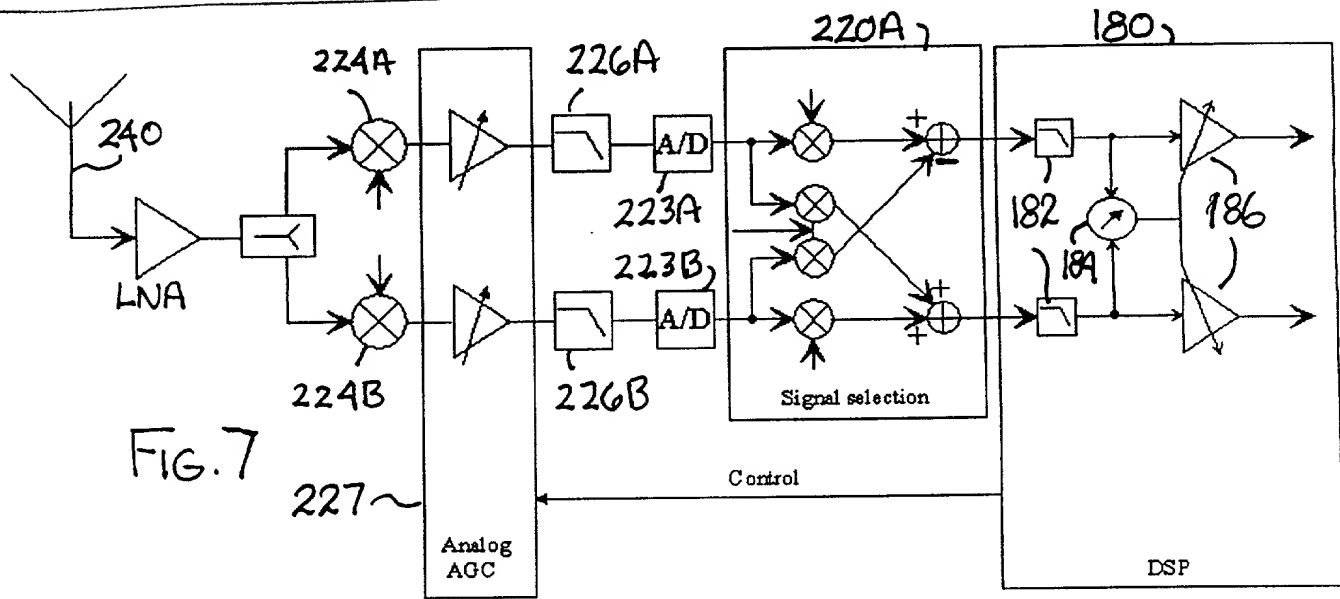 220A
180
224A
226A
240
A/D
+
+
−
223A
182
184
186
LNA
223B
A/D
+
+
224B
226B
Signal selection
FIG. 7
227
Control
Analog
AGC
DSP